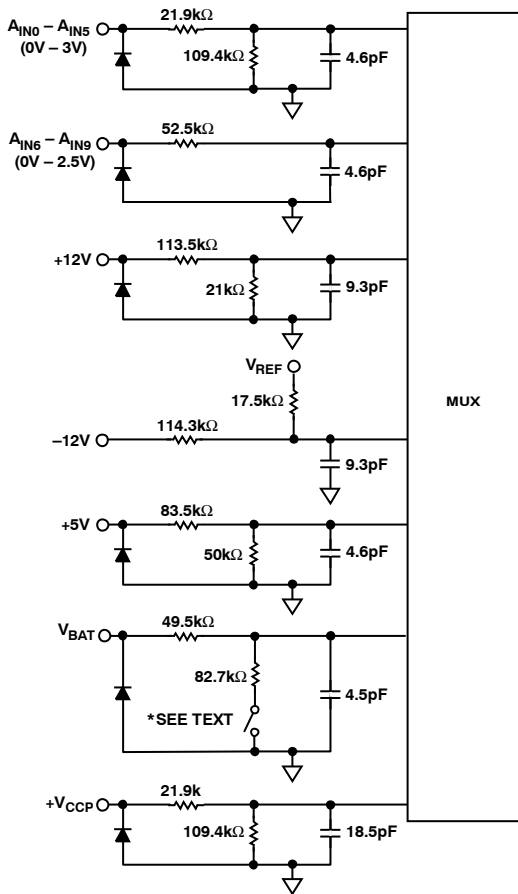 21.9kΩ
A_IN0 – A_IN5
(0V – 3V)
109.4kΩ
4.6pF
52.5kΩ
A_IN6 – A_IN9
(0V – 2.5V)
4.6pF
113.5kΩ
+12V
21kΩ
9.3pF
V_REF
17.5kΩ
MUX
114.3kΩ
–12V
9.3pF
83.5kΩ
+5V
50kΩ
4.6pF
49.5kΩ
V_BAT
82.7kΩ
4.5pF
*SEE TEXT
21.9k
+V_CCP
109.4kΩ
18.5pF